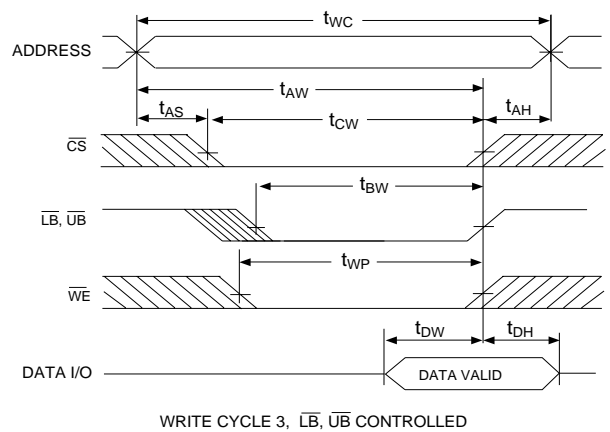 tWC
ADDRESS
tAW
tAS
tCW
tAH
CS
tBW
LB, UB
tWP
WE
tDW
tDH
DATA I/O
DATA VALID
WRITE CYCLE 3, LB, UB CONTROLLED